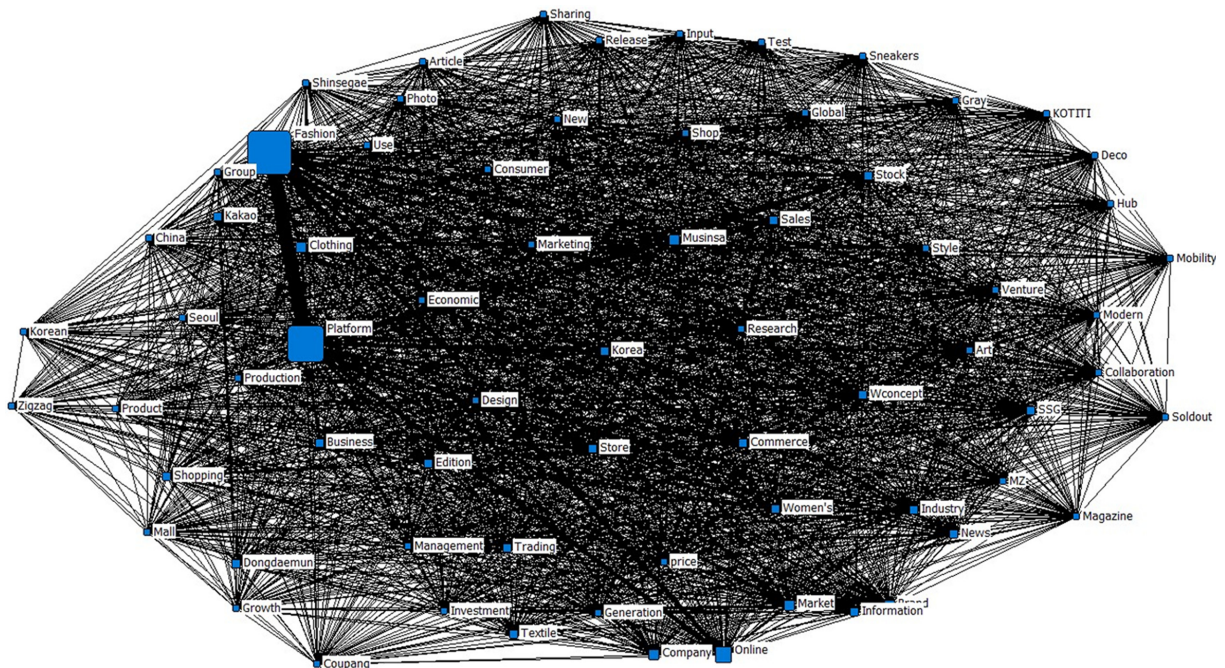 Sharing
Release
Input
Test
Sneakers
Article
Shinsegae
Photo
Gray
KOTITI
Global
New
Shop
Fashion
Use
Deco
Consumer
Group
Stock
Hub
Kakao
Sales
China
Clothing
Marketing
Musinsa
Style
Mobility
Venture
Economic
Seoul
Modern
Korean
Platform
Research
Korea
Art
Collaboration
Production
Wconcept
Zigzag
Product
Design
SSG
Soldout
Business
Store
Commerce
Edition
Shopping
MZ
Women's
Industry
Magazine
Mall
News
Management
Trading
price
Dongdaemun
Market
Brand
Growth
Investment
Generation
Information
Textile
Company
Online
Coupang